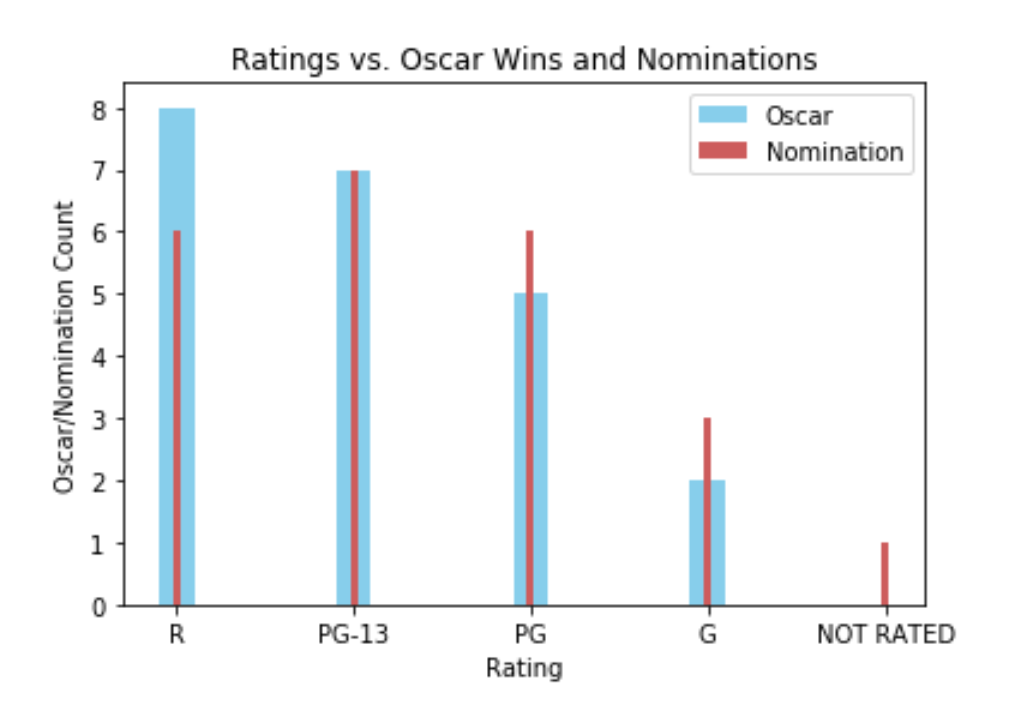 Ratings vs. Oscar Wins and Nominations
Oscar
Nomination
Oscar/Nomination Count
8
7
6
5
4
3
2
1
0
R PG-13 PG G NOT RATED
Rating